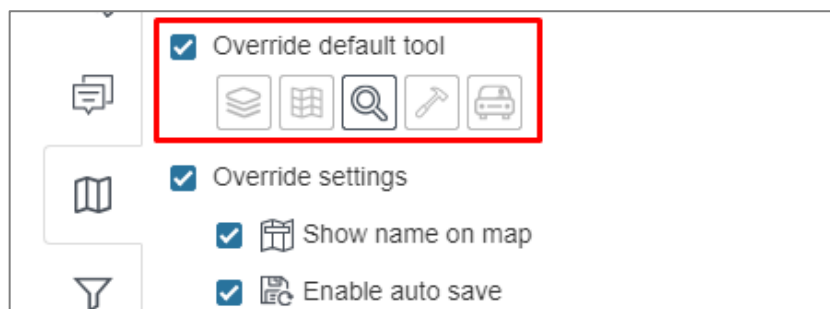 Override default tool
Override settings
Show name on map
Enable auto save